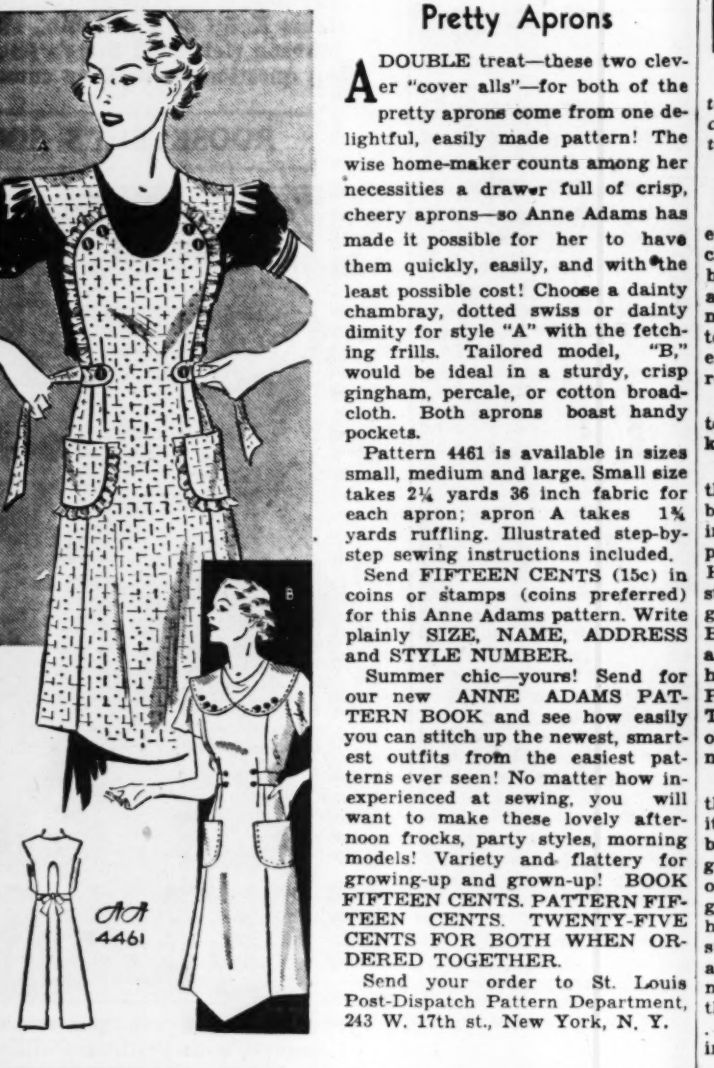 Pretty Aprons
A DOUBLE treat—these two clev-
er "cover alls"—for both of the
pretty aprons come from one de-
lightful, easily made pattern! The
wise home-maker counts among her
necessities a drawer full of crisp,
cheery aprons—so Anne Adams has
made it possible for her to have
them quickly, easily, and with the
least possible cost! Choose a dainty
chambray, dotted swiss or dainty
dimity for style "A" with the fetch-
ing frills. Tailored model, "B,"
would be ideal in a sturdy, crisp
gingham, percale, or cotton broad-
cloth. Both aprons boast handy
pockets.
Pattern 4461 is available in sizes
small, medium and large. Small size
takes 2¼ yards 36 inch fabric for
each apron; apron A takes 1¾
yards ruffling. Illustrated step-by-
step sewing instructions included.
Send FIFTEEN CENTS (15c) in
coins or stamps (coins preferred)
for this Anne Adams pattern. Write
plainly SIZE, NAME, ADDRESS
and STYLE NUMBER.
Summer chic—yours! Send for
our new ANNE ADAMS PAT-
TERN BOOK and see how easily
you can stitch up the newest, smart-
est outfits from the easiest pat-
terns ever seen! No matter how in-
experienced at sewing, you will
want to make these lovely after-
noon frocks, party styles, morning
models! Variety and flattery for
growing-up and grown-up! BOOK
FIFTEEN CENTS. PATTERN FIF-
TEEN CENTS. TWENTY-FIVE
CENTS FOR BOTH WHEN OR-
DERED TOGETHER.
Send your order to St. Louis
Post-Dispatch Pattern Department,
243 W. 17th st., New York, N. Y.
A
B
AA
4461